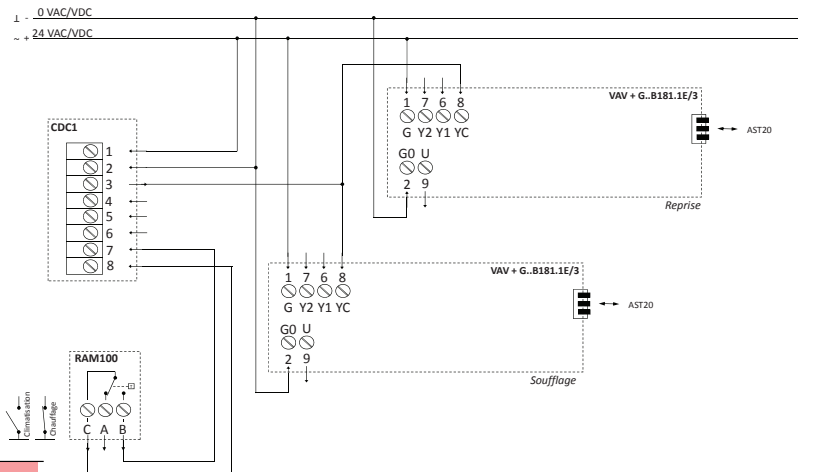 ⊥ - 0 VAC/VDC
~ + 24 VAC/VDC
VAV + G..B181.1E/3
1 7 6 8
G Y2 Y1 YC
G0 U
2 9
AST20
Reprise
CDC1
1
2
3
4
5
6
7
8
VAV + G..B181.1E/3
1 7 6 8
G Y2 Y1 YC
G0 U
2 9
AST20
Soufflage
RAM100
C A B
Climatisation
Chauffage